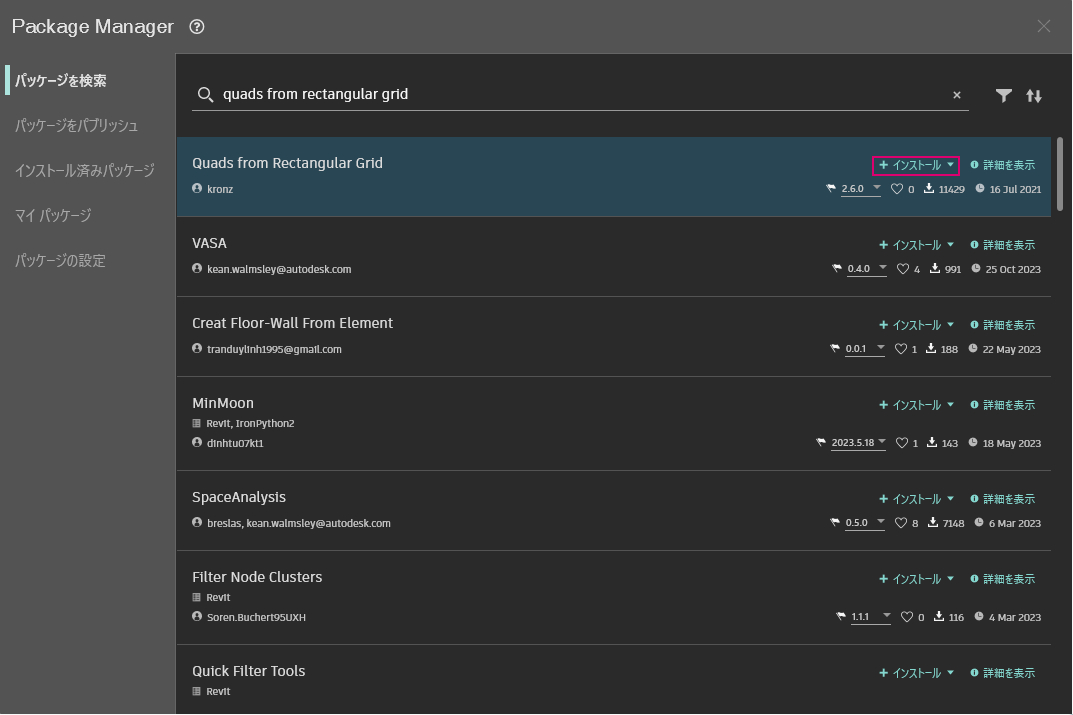 Package Manager
パッケージを検索
パッケージをパブリッシュ
インストール済みパッケージ
マイ パッケージ
パッケージの設定
quads from rectangular grid
Quads from Rectangular Grid
インストール 詳細を表示
kronz
2.6.0 0 11429 16 Jul 2021
VASA
インストール 詳細を表示
kean.walmsley@autodesk.com
0.4.0 4 991 25 Oct 2023
Creat Floor-Wall From Element
インストール 詳細を表示
tranduylinh1995@gmail.com
0.0.1 1 188 22 May 2023
MinMoon
インストール 詳細を表示
Revit, IronPython2
dinhtu07kt1
2023.5.18 1 143 18 May 2023
SpaceAnalysis
インストール 詳細を表示
breslas, kean.walmsley@autodesk.com
0.5.0 8 7148 6 Mar 2023
Filter Node Clusters
インストール 詳細を表示
Revit
Soren.Buchert95UXH
1.1.1 0 116 4 Mar 2023
Quick Filter Tools
インストール 詳細を表示
Revit